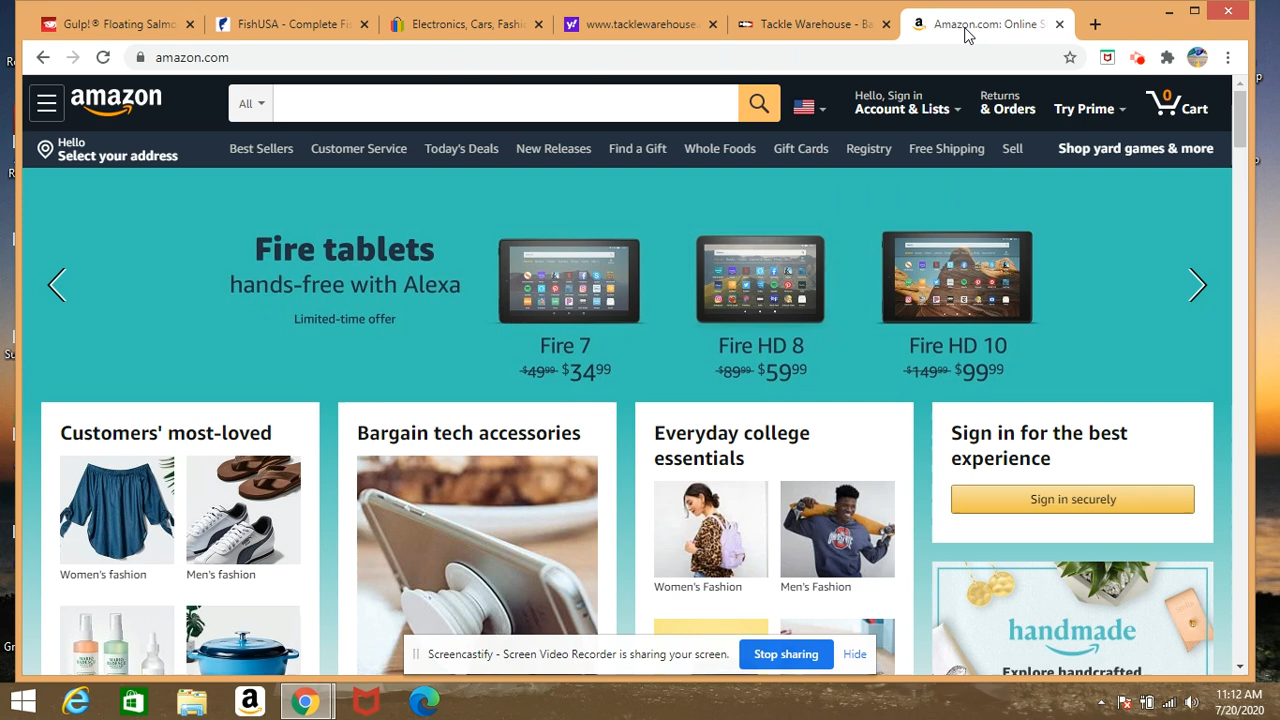 Gulp!® Floating Salmo
FishUSA - Complete Fi
Electronics, Cars, Fashi
www.tacklewarehouse.
Tackle Warehouse - Ba
Amazon.com: Online S
amazon.com
amazon
All
Hello, Sign in
Account & Lists
Returns
& Orders
Try Prime
0
Cart
Hello
Select your address
Best Sellers
Customer Service
Today's Deals
New Releases
Find a Gift
Whole Foods
Gift Cards
Registry
Free Shipping
Sell
Shop yard games & more
Fire tablets
hands-free with Alexa
Limited-time offer
Fire 7
$49.99 $34.99
Fire HD 8
$89.99 $59.99
Fire HD 10
$149.99 $99.99
Customers' most-loved
Women's fashion
Men's fashion
Bargain tech accessories
Everyday college
essentials
Women's Fashion
Men's Fashion
Sign in for the best
experience
Sign in securely
handmade
Explore handcrafted
Screencastify - Screen Video Recorder is sharing your screen.
Stop sharing
Hide
11:12 AM
7/20/2020